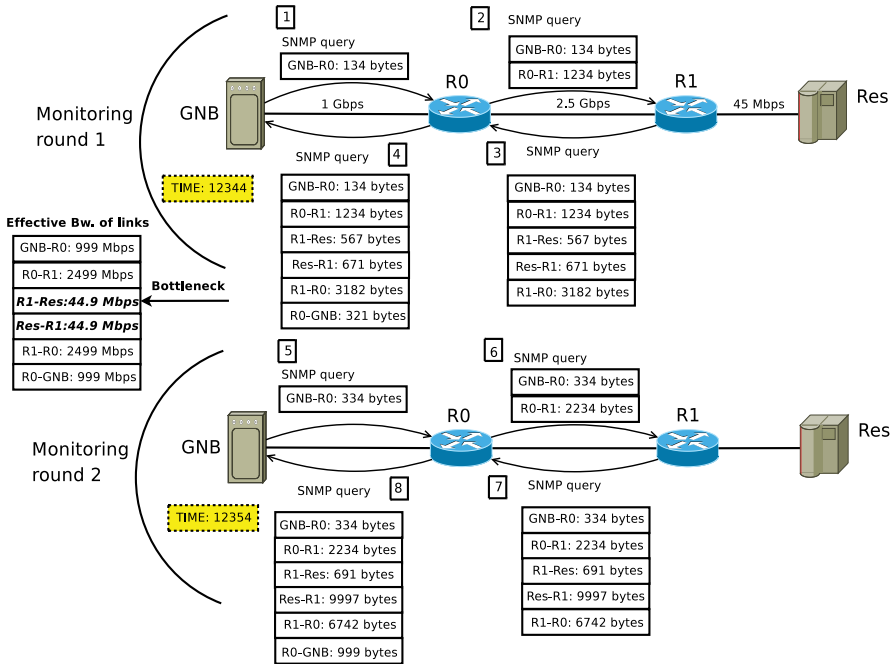 1
SNMP query
GNB-R0: 134 bytes
2
SNMP query
GNB-R0: 134 bytes
R0-R1: 1234 bytes
Monitoring
round 1
GNB
1 Gbps
R0
2.5 Gbps
R1
45 Mbps
Res
SNMP query
4
GNB-R0: 134 bytes
R0-R1: 1234 bytes
R1-Res: 567 bytes
Res-R1: 671 bytes
R1-R0: 3182 bytes
R0-GNB: 321 bytes
3
SNMP query
GNB-R0: 134 bytes
R0-R1: 1234 bytes
R1-Res: 567 bytes
Res-R1: 671 bytes
R1-R0: 3182 bytes
TIME: 12344
Effective Bw. of links
GNB-R0: 999 Mbps
R0-R1: 2499 Mbps
R1-Res:44.9 Mbps
Res-R1:44.9 Mbps
R1-R0: 2499 Mbps
R0-GNB: 999 Mbps
Bottleneck
5
SNMP query
GNB-R0: 334 bytes
6
SNMP query
GNB-R0: 334 bytes
R0-R1: 2234 bytes
Monitoring
round 2
GNB
R0
R1
Res
SNMP query
8
GNB-R0: 334 bytes
R0-R1: 2234 bytes
R1-Res: 691 bytes
Res-R1: 9997 bytes
R1-R0: 6742 bytes
R0-GNB: 999 bytes
7
SNMP query
GNB-R0: 334 bytes
R0-R1: 2234 bytes
R1-Res: 691 bytes
Res-R1: 9997 bytes
R1-R0: 6742 bytes
TIME: 12354